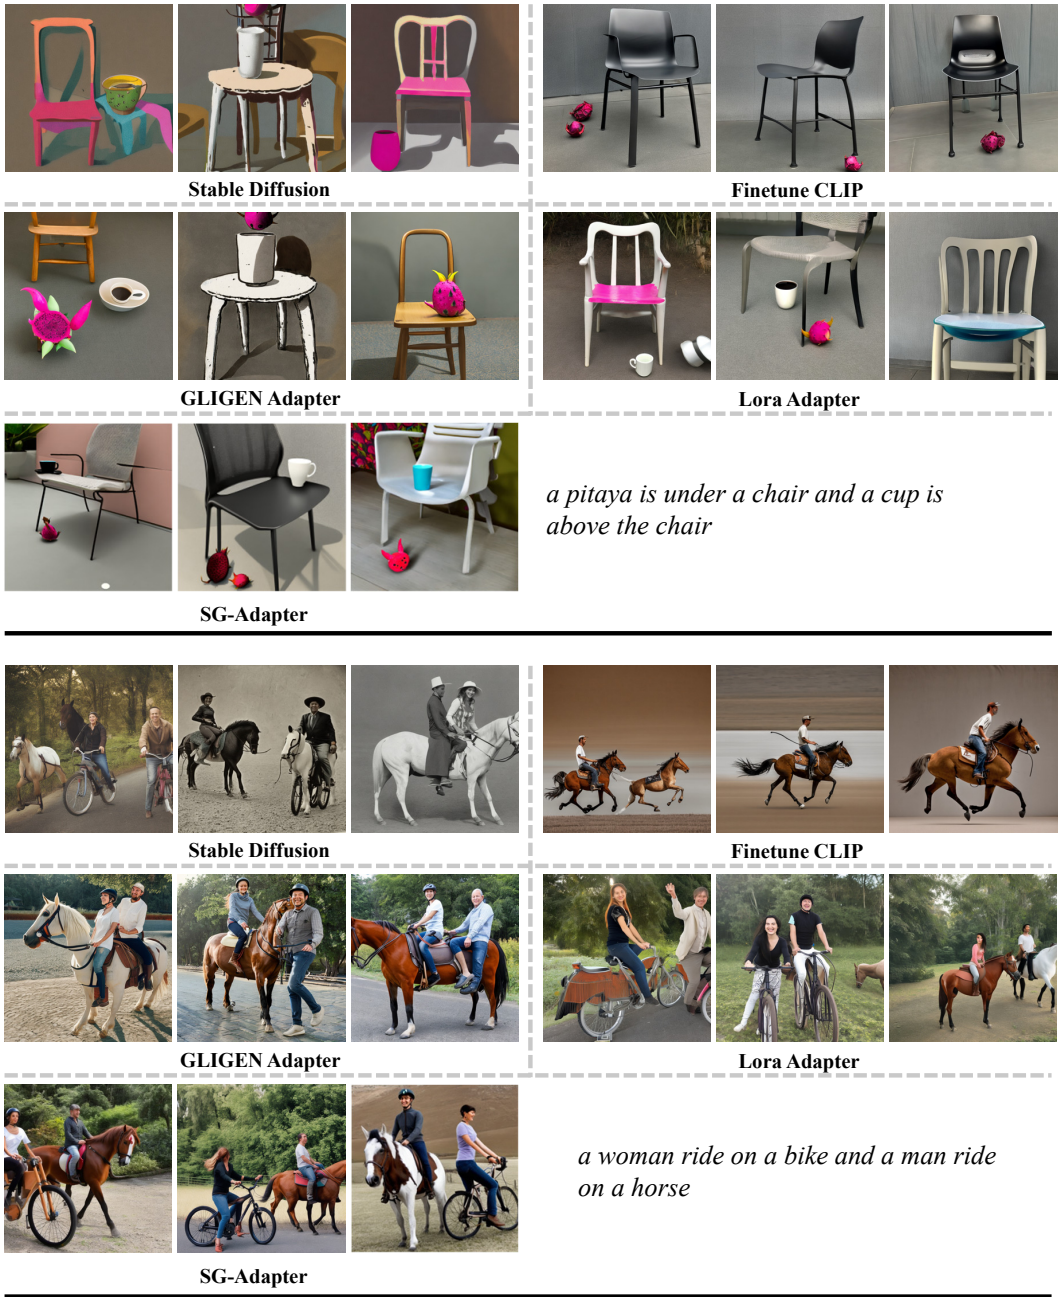 Stable Diffusion
Finetune CLIP
GLIGEN Adapter
Lora Adapter
a pitaya is under a chair and a cup is
above the chair
SG-Adapter
Stable Diffusion
Finetune CLIP
GLIGEN Adapter
Lora Adapter
a woman ride on a bike and a man ride
on a horse
SG-Adapter